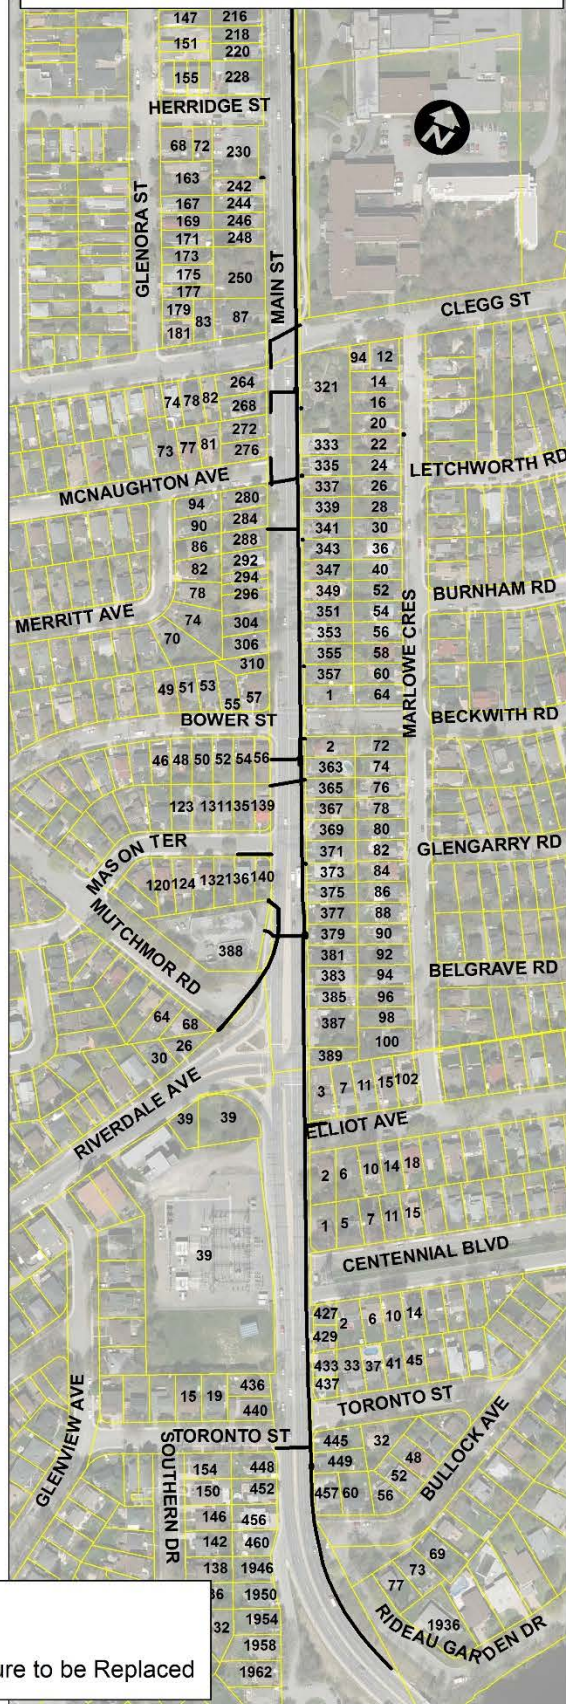 147 216
218
151
220
155 228
HERRIDGE ST
N
68 72 230
163
242
167 244
169 246
171 248
173
175 250
177
179
83 87
181
GLENORA ST
MAIN ST
CLEGG ST
94 12
264
321 14
74 78 82
268 16
20
272
333 22
73 77 81
276
335 24
LETCHWORTH RD
MCNAUGHTON AVE
337 26
280
94
339 28
284
90
341 30
288
86
343 36
292
82
347 40
294
78
296
349 52
BURNHAM RD
MERRITT AVE
74
304
351 54
70
353 56
306
355 58
310
357 60
MARLOWE CRES
49 51 53
55 57
1 64
BOWER ST
BECKWITH RD
2 72
46 48 50 52 54 56
363 74
365 76
123 131 135 139
367 78
369 80
MASON TER
371 82
GLENGARRY RD
373 84
120 124 132 136 140
375 86
377 88
MUTCHMOR RD
379 90
388
381 92
383 94
BELGRAVE RD
385 96
64 68
387 98
26
30
100
389
RIVERDALE AVE
3 7 11 15 102
39 39
ELLIOT AVE
2 6 10 14 18
1 5 7 11 15
39
CENTENNIAL BLVD
427
2 6 10 14
429
433 33 37 41 45
437
436
15 19
440
TORONTO ST
GLENVIEW AVE
TORONTO ST
SOUTHERN DR
445 32
449
48
154 448
52
BULLOCK AVE
150 452
457 60 56
146 456
142 460
69
138 1946
73
77
36 1950
32 1954
1936
RIDEAU GARDEN DR
1958
1962
ure to be Replaced